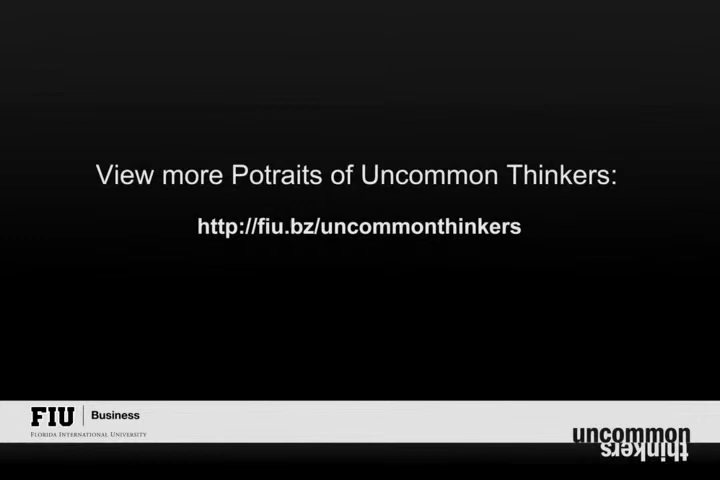 View more Potraits of Uncommon Thinkers:
http://fiu.bz/uncommonthinkers
FIU Business
FLORIDA INTERNATIONAL UNIVERSITY
uncommon
thinkers